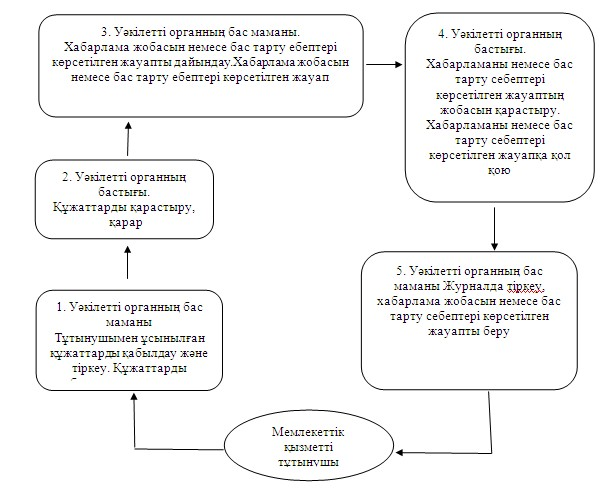 3. Уәкілетті органның бас маманы.
Хабарлама жобасын немесе бас тарту ебептері
көрсетілген жауапты дайындау.Хабарлама жобасын
немесе бас тарту ебептері көрсетілген жауап
4. Уәкілетті органның
бастығы.
Хабарламаны немесе бас
тарту себептері
көрсетілген жауаптың
жобасын қарастыру.
Хабарламаны немесе бас
тарту себептері
көрсетілген жауапқа қол
қою
2. Уәкілетті органның
бастығы.
Құжаттарды қарастыру,
қарар
5. Уәкілетті органның бас
маманы Журналда тіркеу,
хабарлама жобасын немесе бас
тарту себептері көрсетілген
жауапты беру
1. Уәкілетті органның бас
маманы
Тұтынушымен ұсынылған
құжаттарды қабылдау және
тіркеу. Құжаттарды
Мемлекеттік
қызметті
тұтынушы